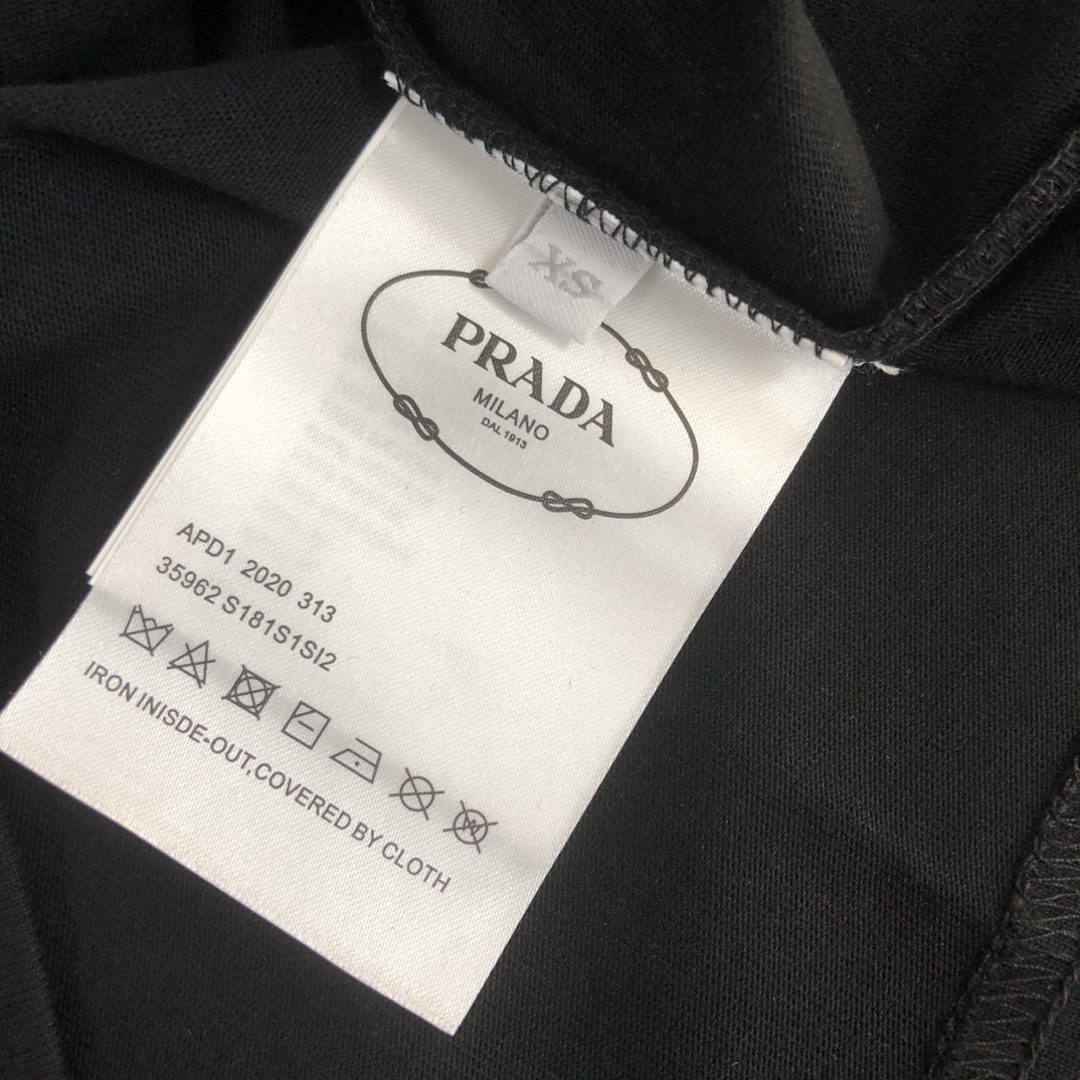 XS
PRADA
MILANO
DAL 1913
APD1 2020 313
35962 S181S1SI2
W
IRON INISDE-OUT,COVERED BY CLOTH